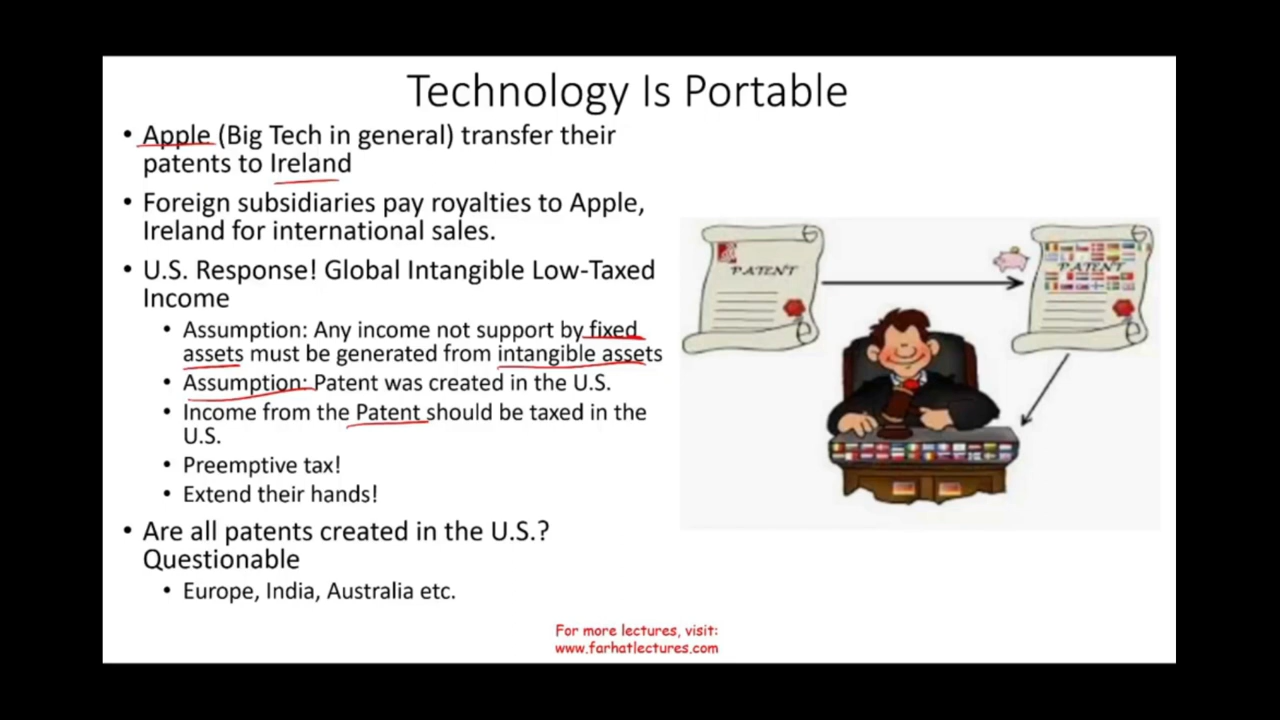 Technology Is Portable
• Apple (Big Tech in general) transfer their
patents to Ireland
• Foreign subsidiaries pay royalties to Apple,
Ireland for international sales.
• U.S. Response! Global Intangible Low-Taxed
Income
• Assumption: Any income not support by fixed
assets must be generated from intangible assets
• Assumption: Patent was created in the U.S.
• Income from the Patent should be taxed in the
U.S.
• Preemptive tax!
• Extend their hands!
• Are all patents created in the U.S.?
Questionable
• Europe, India, Australia etc.
PATENT
PATENT
For more lectures, visit:
www.farhatlectures.com